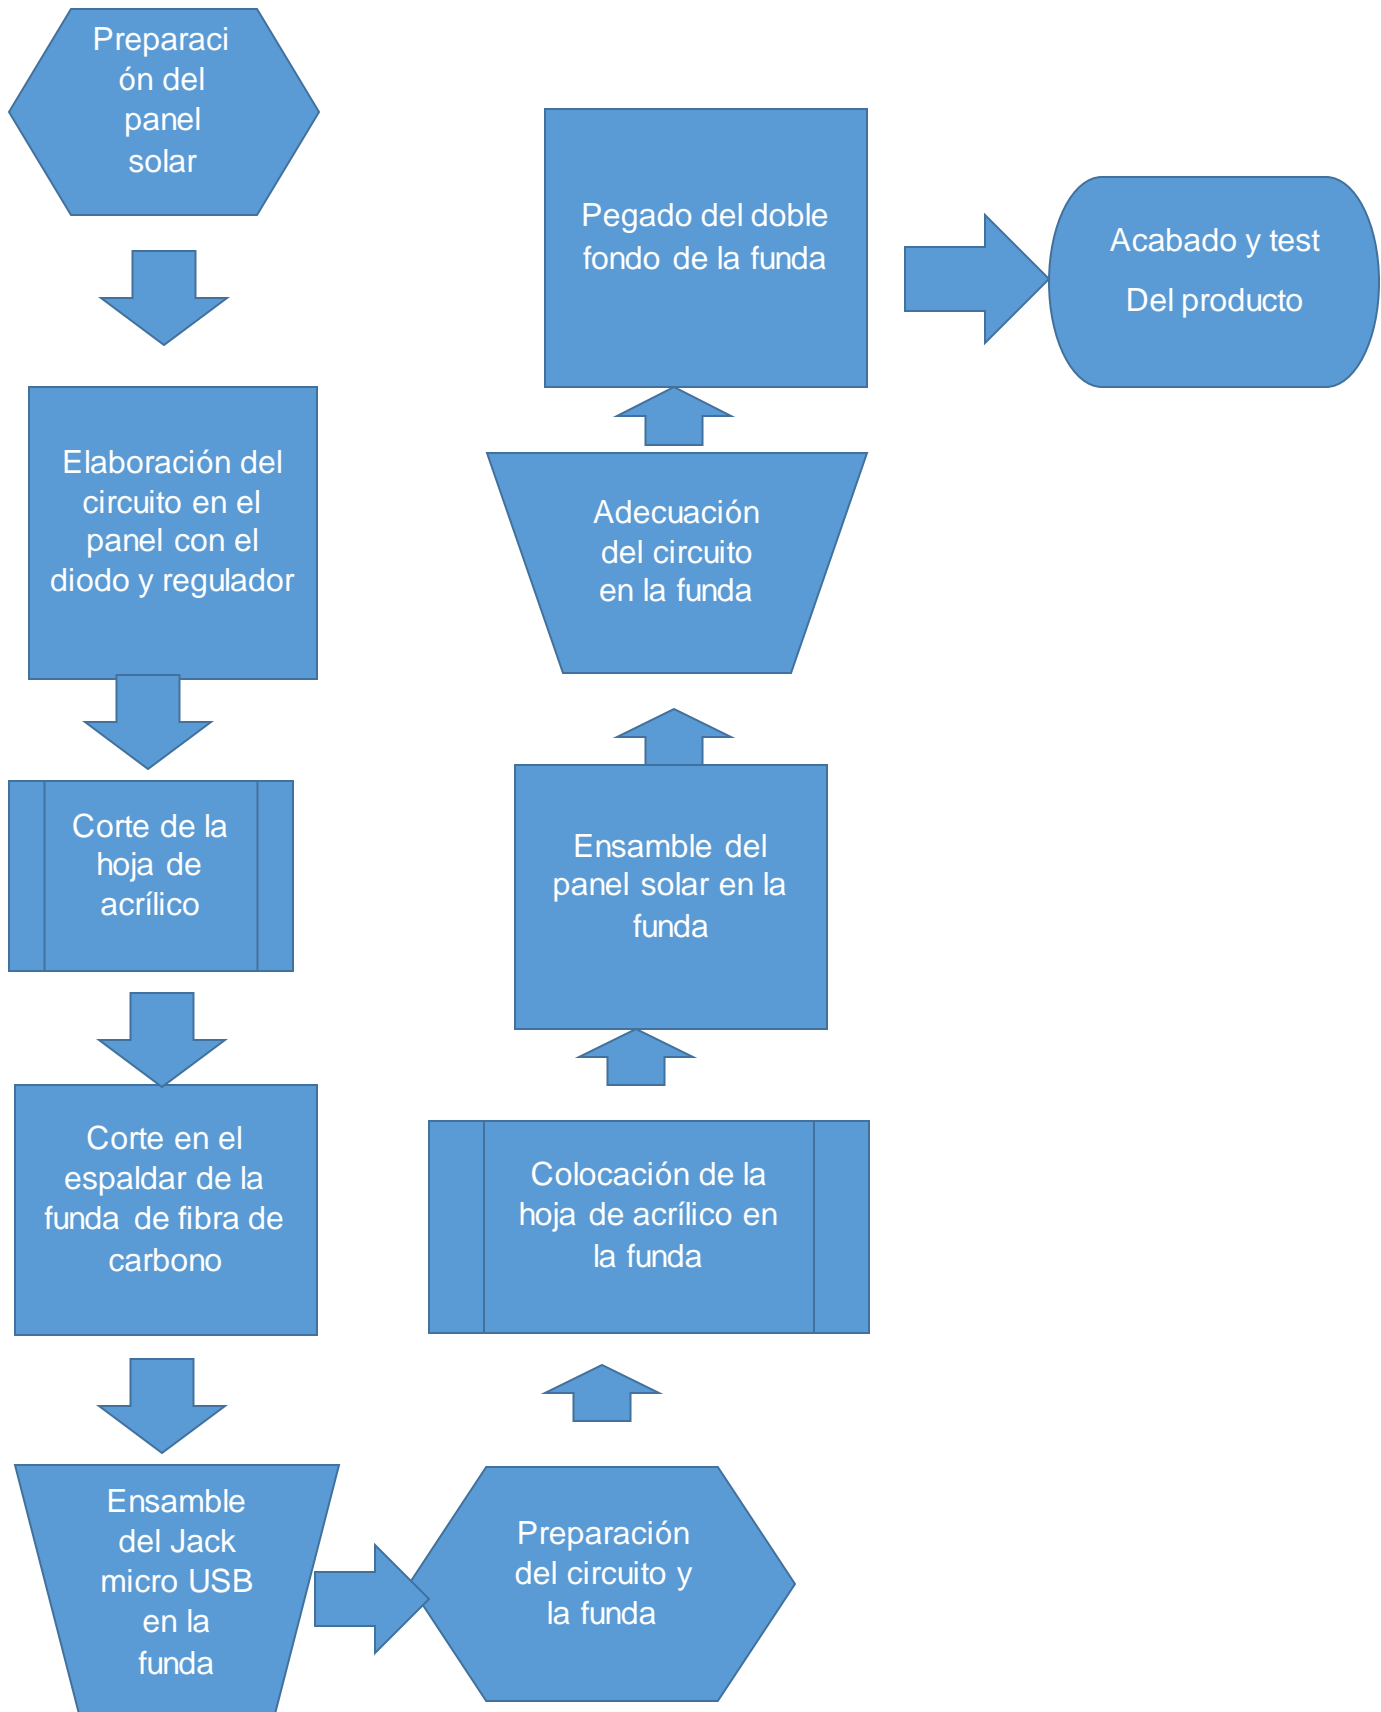 Preparaci
ón del
panel
solar
Elaboración del
circuito en el
panel con el
diodo y regulador
Corte de la
hoja de
acrílico
Corte en el
espaldar de la
funda de fibra de
carbono
Ensamble
del Jack
micro USB
en la
funda
Preparación
del circuito y
la funda
Colocación de la
hoja de acrílico en
la funda
Ensamble del
panel solar en la
funda
Adecuación
del circuito
en la funda
Pegado del doble
fondo de la funda
Acabado y test
Del producto